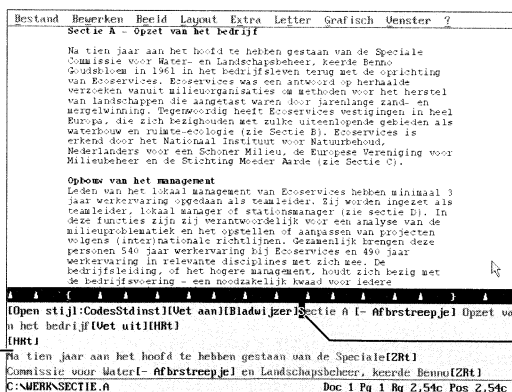 Bestand Bewerken Beeld Layout Extra Letter Grafisch Venster ?
Sectie A - Opzet van het bedrijf
Na tien jaar aan het hoofd te hebben gestaan van de Speciale
Commissie voor Water- en Landschapsbeheer, keerde Benno
Goudsbloem in 1961 in het bedrijfsleven terug met de oprichting
van Ecoservices. Ecoservices was een antwoord op herhaalde
verzoeken vanuit milieuorganisaties om methoden voor het herstel
van landschappen die aangetast waren door jarenlange zand- en
mergelwinning. Tegenwoordig heeft Ecoservices vestigingen in heel
Europa, die zich bezighouden met zulke uiteenlopende gebieden als
waterbouw en ruimte-ecologie (zie Sectie B). Ecoservices is
erkend door het Nationaal Instituut voor Natuurbehoud,
Nederlanders voor een Schoner Milieu, de Europese Vereniging voor
Milieubeheer en de Stichting Moeder Aarde (zie Sectie C).
Opbouw van het management
Leden van het lokaal management van Ecoservices hebben minimaal 3
jaar werkervaring opgedaan als teamleider. Zij worden ingezet als
teamleider, lokaal manager of stationsmanager (zie sectie D). In
deze functies zijn zij verantwoordelijk voor een analyse van de
milieuproblematiek en het opstellen of aanpassen van projecten
volgens (inter)nationale richtlijnen. Gezamenlijk brengen deze
personen 540 jaar werkervaring bij Ecoservices en 490 jaar
werkervaring in relevante disciplines met zich mee. De
bedrijfsleiding, of het hogere management, houdt zich bezig met
de bedrijfsvoering - een noodzakelijk kwaad voor iedere
{ }
[Open stijl:CodesStdinst][Vet aan][Bladwijzer]Sectie A [- Afbrstreepje] Opzet va
n het bedrijf[Vet uit][HRt]
[HRt]
Na tien jaar aan het hoofd te hebben gestaan van de Speciale[ZRt]
Commissie voor Water[- Afbrstreepje] en Landschapsbeheer, keerde Benno[ZRt]
C:\WERK\SECTIE.A Doc 1 Pg 1 Rg 2,54c Pos 2,54c